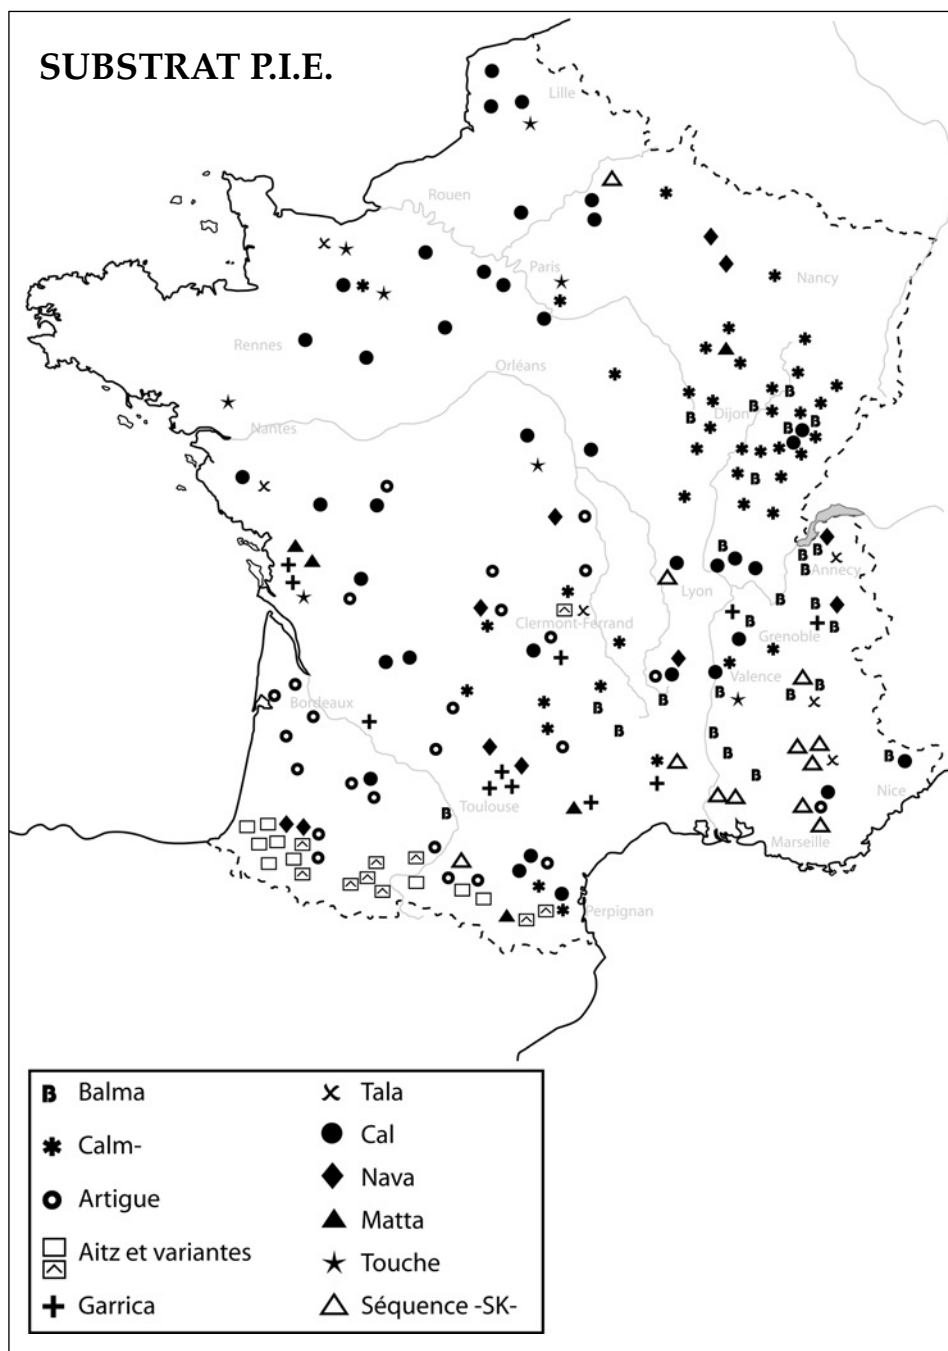 SUBSTRAT P.I.E.
Lille
Rouen
Paris
Nancy
Rennes
Orléans
Dijon
Nantes
Annecy
Lyon
Clermont-Ferrand
Grenoble
Valence
Bordeaux
Toulouse
Nice
Marseille
Perpignan
B Balma
Calm-
Artigue
Aitz et variantes
Garrica
Tala
Cal
Nava
Matta
Touche
Séquence -SK-